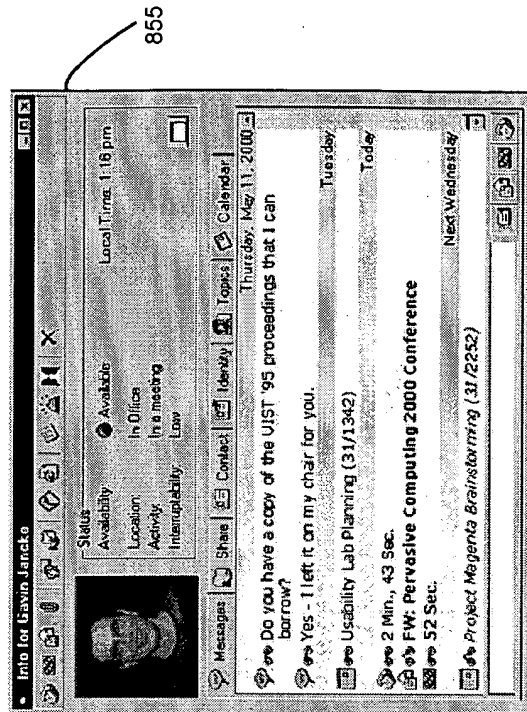 855
Info for Gavin Jancke
Status
Availability Available Local Time: 1:16 pm
Location: In Office
Activity: In a meeting
Interruptability Low
Messages Share Contact Identity Topics Calendar
Thursday, May 11, 2000
Do you have a copy of the UIST '95 proceedings that I can
borrow?
Yes - I left it on my chair for you.
Tuesday
Usability Lab Planning (31/1342)
Today
2 Min., 43 Sec.
FW: Pervasive Computing 2000 Conference
52 Sec.
Next Wednesday
Project Magenta Brainstorming (31/2252)